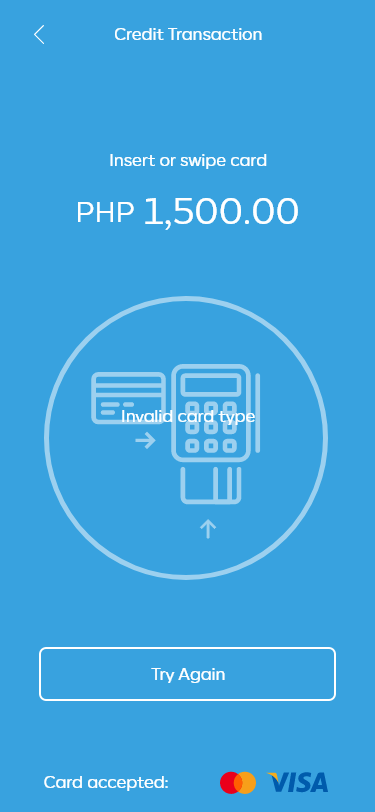 Credit Transaction
Insert or swipe card
PHP 1,500.00
Invalid card type
Try Again
Card accepted: VISA